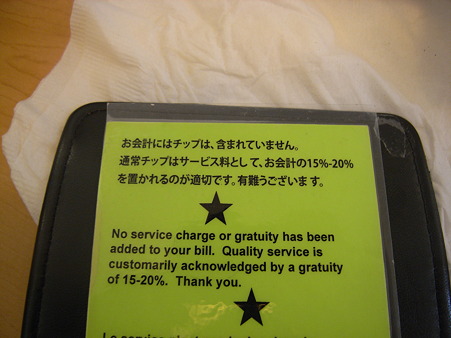 お会計にはチップは、含まれていません。
通常チップはサービス料として、お会計の15%-20%
を置かれるのが適切です。有難うございます。
No service charge or gratuity has been
added to your bill. Quality service is
customarily acknowledged by a gratuity
of 15-20%. Thank you.